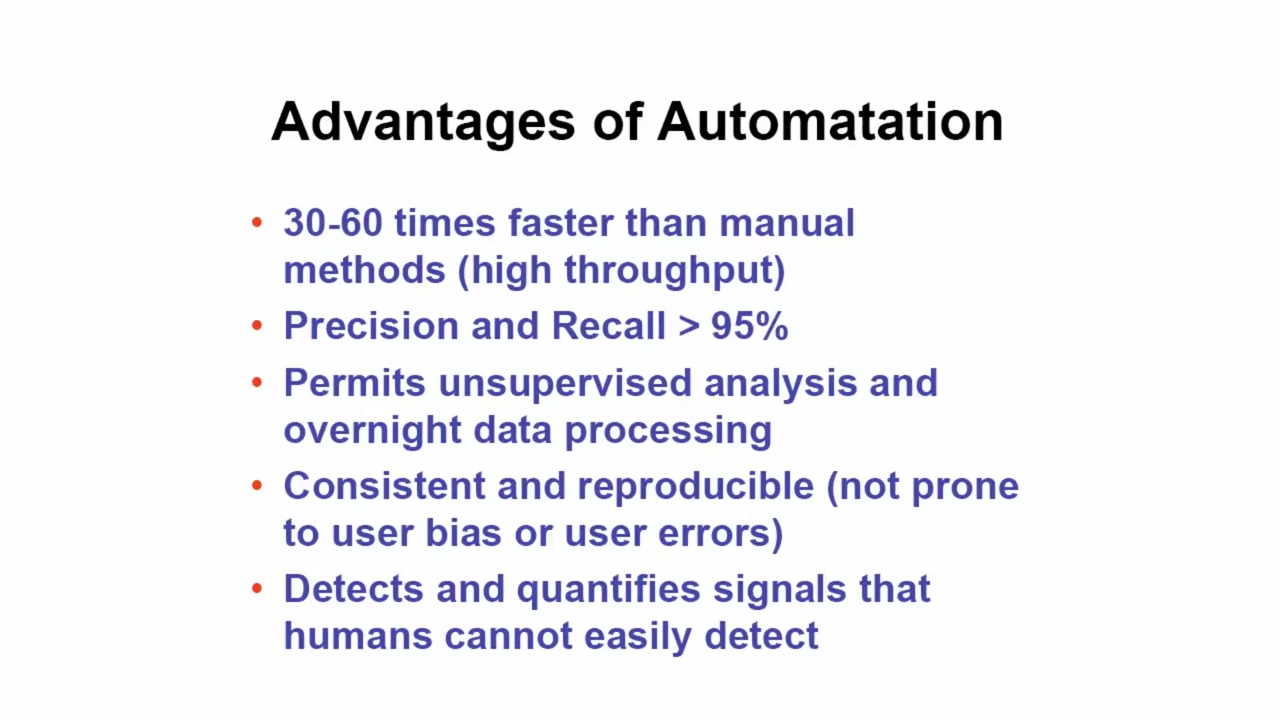 Advantages of Automatation
• 30-60 times faster than manual
methods (high throughput)
• Precision and Recall > 95%
• Permits unsupervised analysis and
overnight data processing
• Consistent and reproducible (not prone
to user bias or user errors)
• Detects and quantifies signals that
humans cannot easily detect